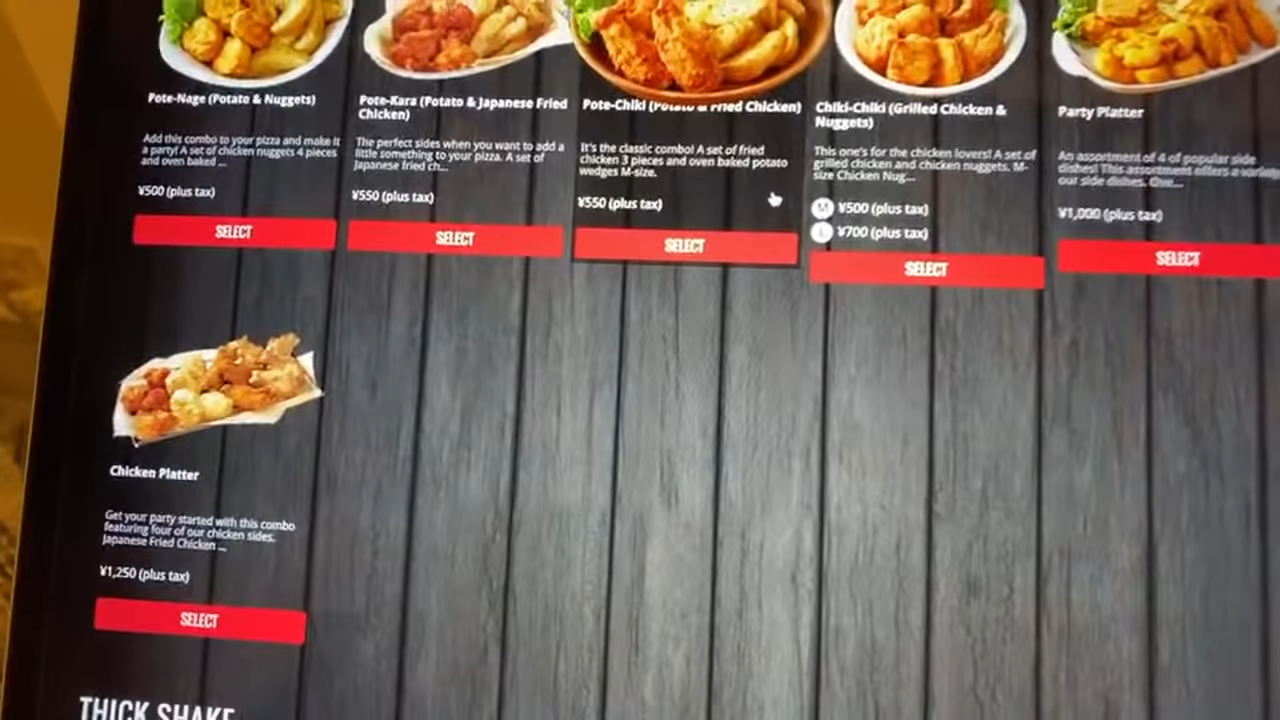 Pote-Nage (Potato & Nuggets)
Add this combo to your pizza and make it
a party! A set of chicken nuggets 4 pieces
and oven baked ...
¥500 (plus tax)
SELECT
Pote-Kara (Potato & Japanese Fried
Chicken)
The perfect sides when you want to add a
little something to your pizza. A set of
Japanese fried ch...
¥550 (plus tax)
SELECT
Pote-Chiki (Potato & Fried Chicken)
It's the classic combo! A set of fried
chicken 3 pieces and oven baked potato
wedges M-size.
¥550 (plus tax)
SELECT
Chiki-Chiki (Grilled Chicken &
Nuggets)
This one's for the chicken lovers! A set of
grilled chicken and chicken nuggets. M-
size Chicken Nug...
M ¥500 (plus tax)
L ¥700 (plus tax)
SELECT
Party Platter
An assortment of 4 of popular side
dishes! This assortment offers a variety
our side dishes. One...
¥1,000 (plus tax)
SELECT
Chicken Platter
Get your party started with this combo
featuring four of our chicken sides.
Japanese Fried Chicken ...
¥1,250 (plus tax)
SELECT
THICK SHAKE